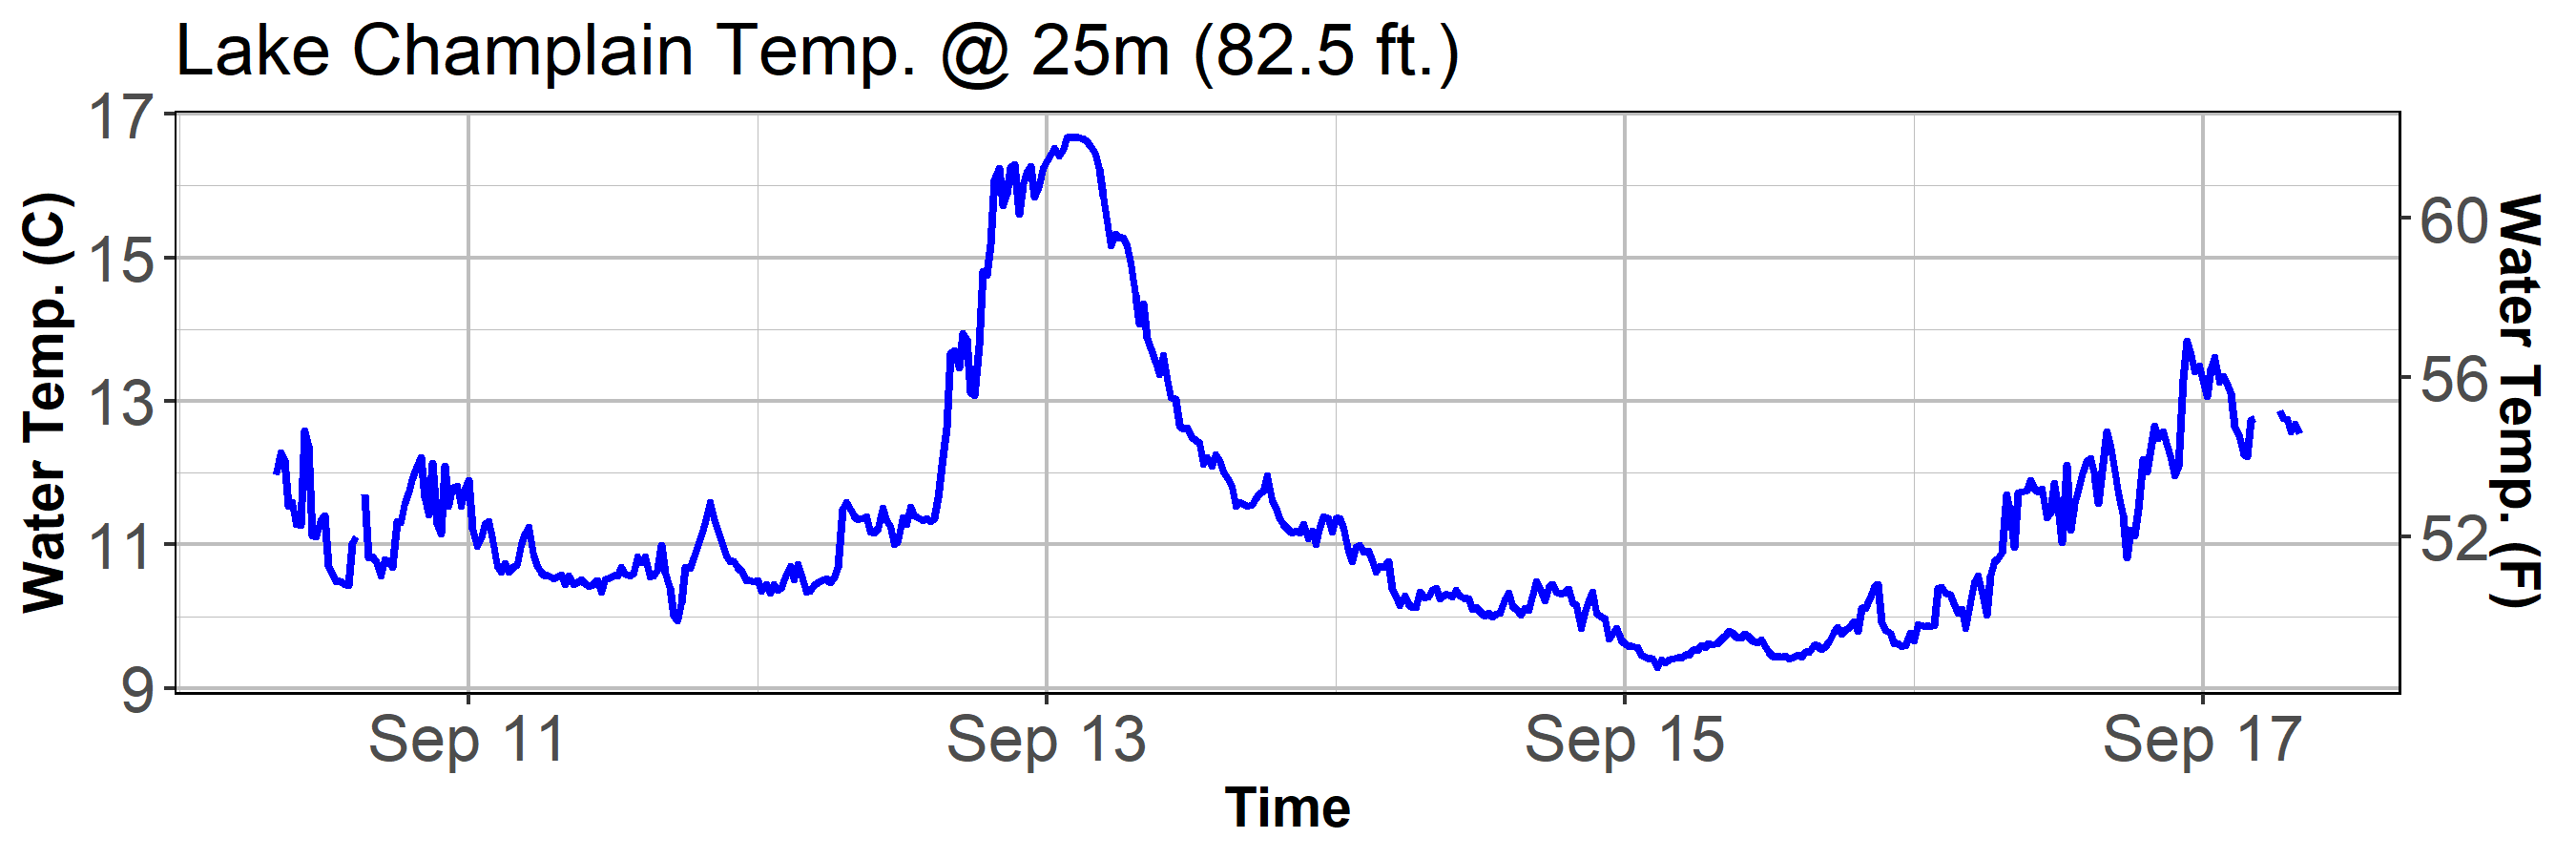 Lake Champlain Temp. @ 25m (82.5 ft.)
Water Temp. (C)
17
15
13
11
9
60
56
52
Water Temp. (F)
Sep 11
Sep 13
Sep 15
Sep 17
Time